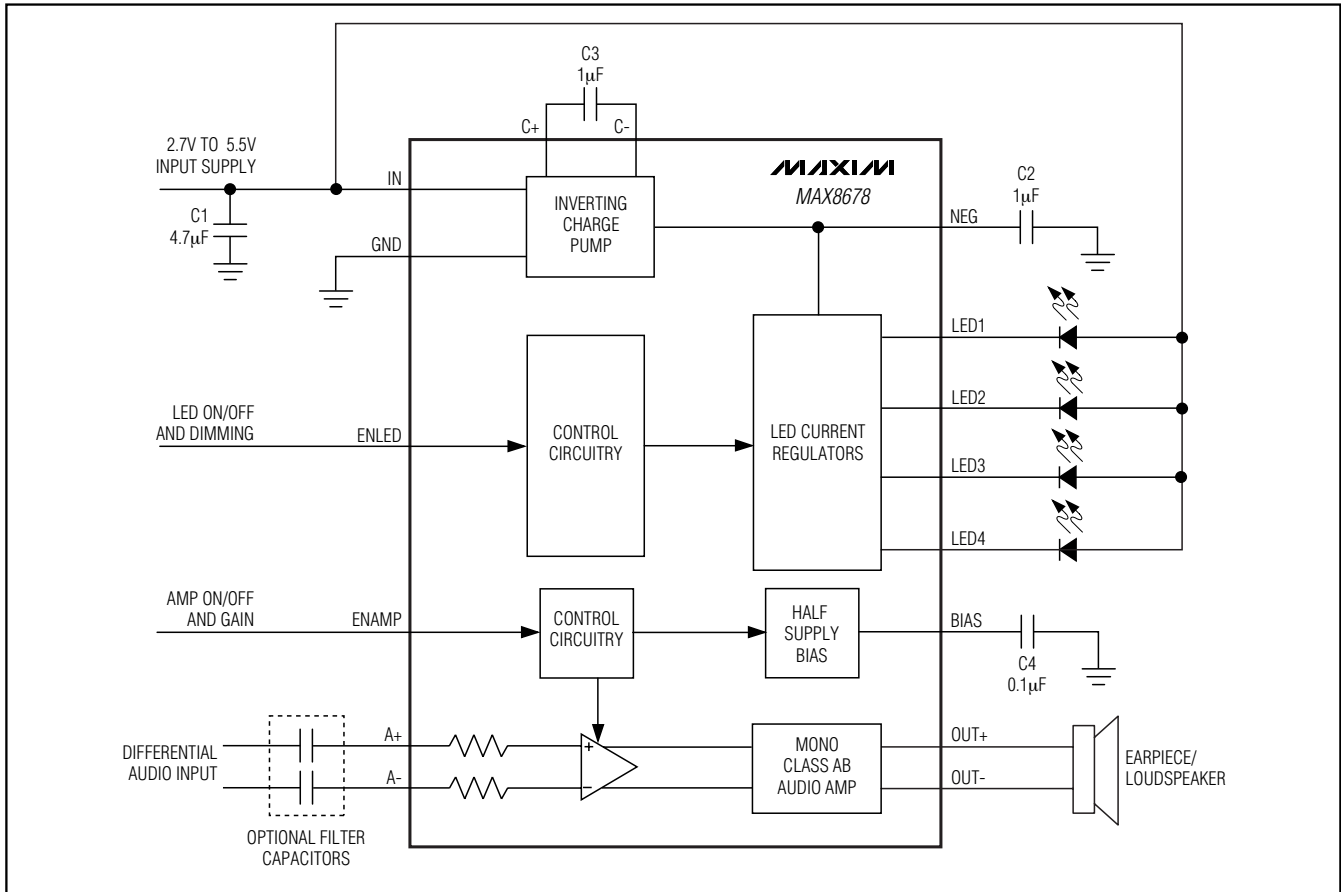 C3
1µF
C+
C-
2.7V TO 5.5V
INPUT SUPPLY
IN
C1
4.7µF
GND
INVERTING
CHARGE
PUMP
MAXIM
MAX8678
NEG
C2
1µF
LED1
LED2
LED3
LED4
LED ON/OFF
AND DIMMING
ENLED
CONTROL
CIRCUITRY
LED CURRENT
REGULATORS
AMP ON/OFF
AND GAIN
ENAMP
CONTROL
CIRCUITRY
HALF
SUPPLY
BIAS
BIAS
C4
0.1µF
DIFFERENTIAL
AUDIO INPUT
A+
A-
+
−
MONO
CLASS AB
AUDIO AMP
OUT+
OUT-
EARPIECE/
LOUDSPEAKER
OPTIONAL FILTER
CAPACITORS